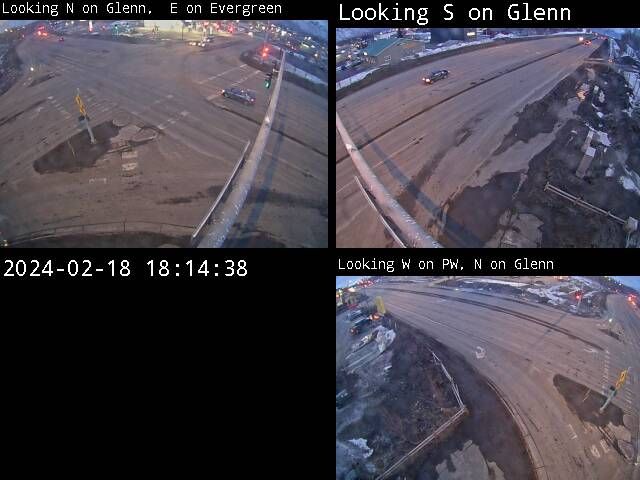 Looking N on Glenn, E on Evergreen
Looking S on Glenn
2024-02-18 18:14:38
Looking W on PW, N on Glenn